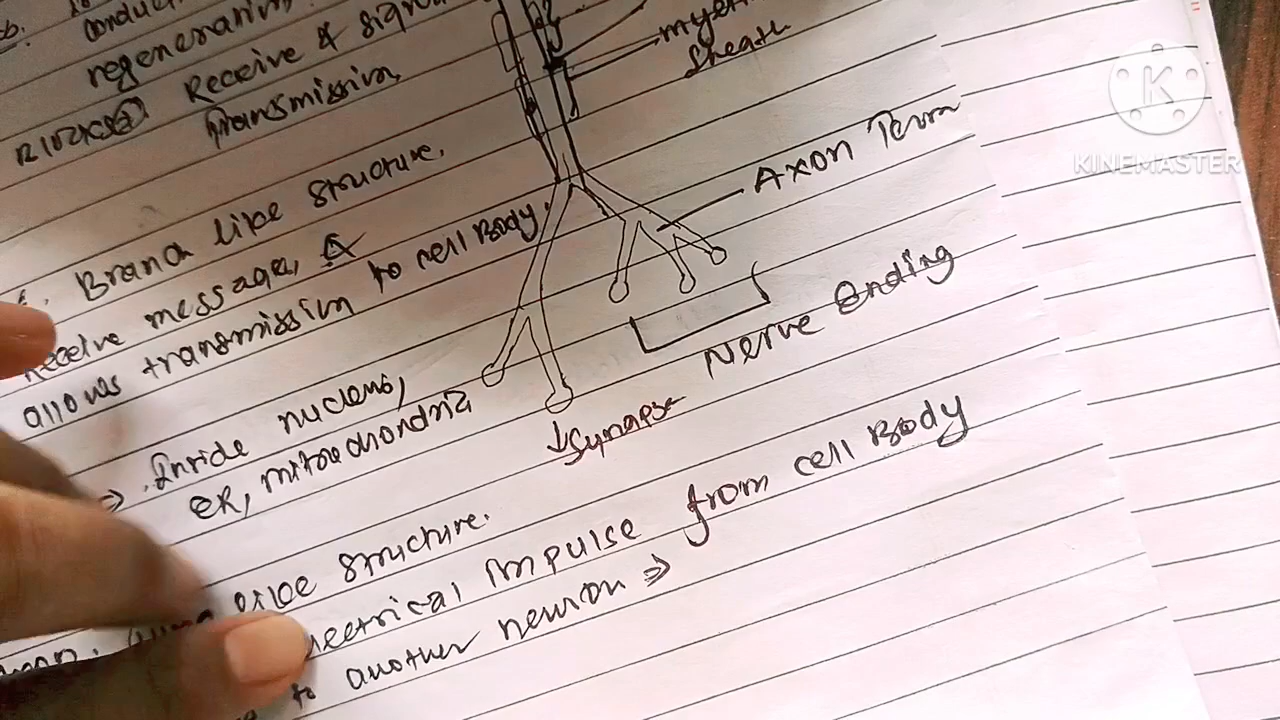 conduct
regeneration
Receive & signal
Transmission
myelin
sheath
Branch like structure.
receive message,
allows transmission to cell Body.
Axon Term
Nerve Ending
=> Inside nucleus,
ER, mitochondria
↓ Synapse
structure.
electrical impulse from cell Body
to another neuron =>
K
KINEMASTER